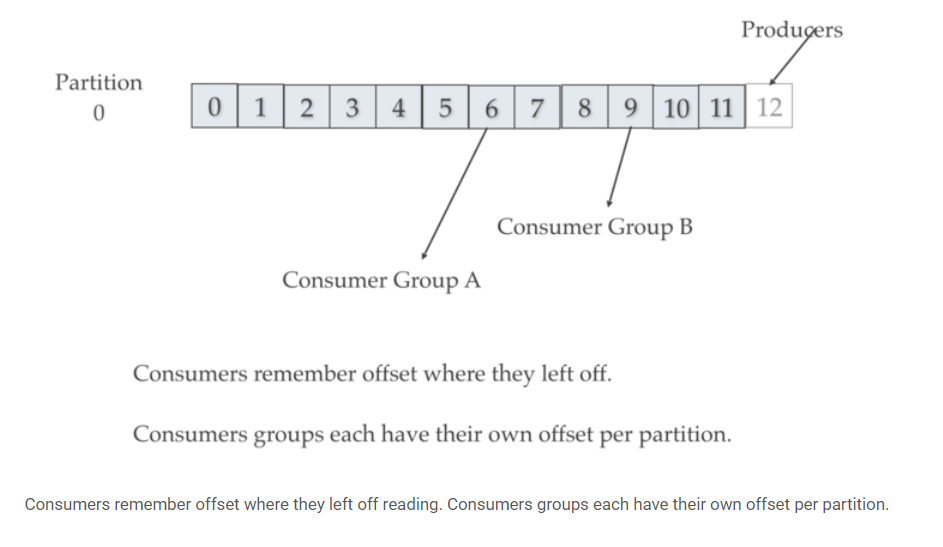 Producers
Partition
0
0 1 2 3 4 5 6 7 8 9 10 11 12
Consumer Group B
Consumer Group A
Consumers remember offset where they left off.
Consumers groups each have their own offset per partition.
Consumers remember offset where they left off reading. Consumers groups each have their own offset per partition.